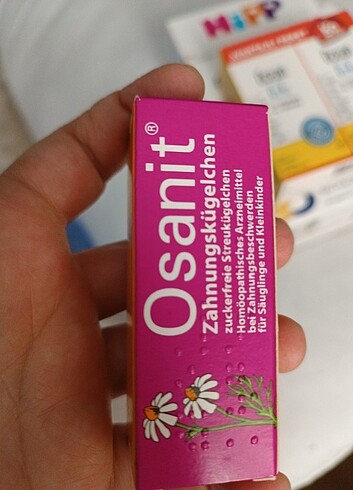 Osanit®
Zahnungskügelchen
zuckerfreie Streukügelchen
Homöopathisches Arzneimittel
bei Zahnungsbeschwerden
für Säuglinge und Kleinkinder
HiPP